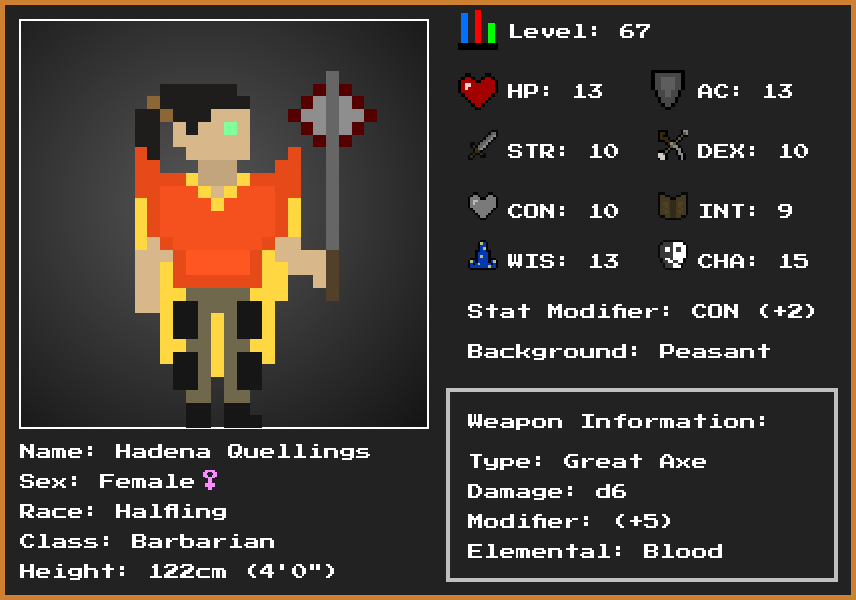 Level: 67
HP: 13 AC: 13
STR: 10 DEX: 10
CON: 10 INT: 9
WIS: 13 CHA: 15
Stat Modifier: CON (+2)
Background: Peasant
Weapon Information:
Type: Great Axe
Damage: d6
Modifier: (+5)
Elemental: Blood
Name: Hadena Quellings
Sex: Female♀
Race: Halfling
Class: Barbarian
Height: 122cm (4'0")